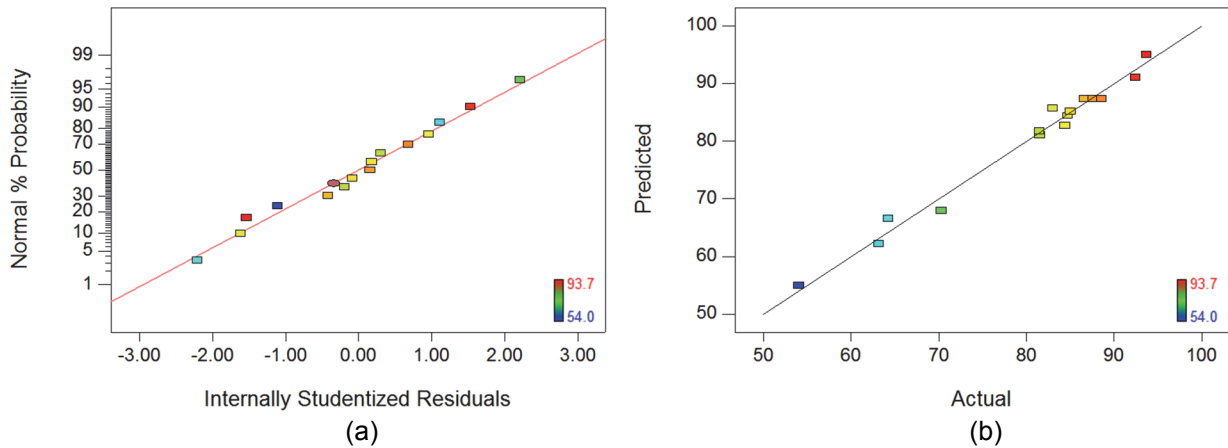 Normal % Probability
99
95
90
80
70
50
30
20
10
5
1
-3.00 -2.00 -1.00 0.00 1.00 2.00 3.00
93.7
54.0
Internally Studentized Residuals
(a)
Predicted
100
90
80
70
60
50
50 60 70 80 90 100
93.7
54.0
Actual
(b)